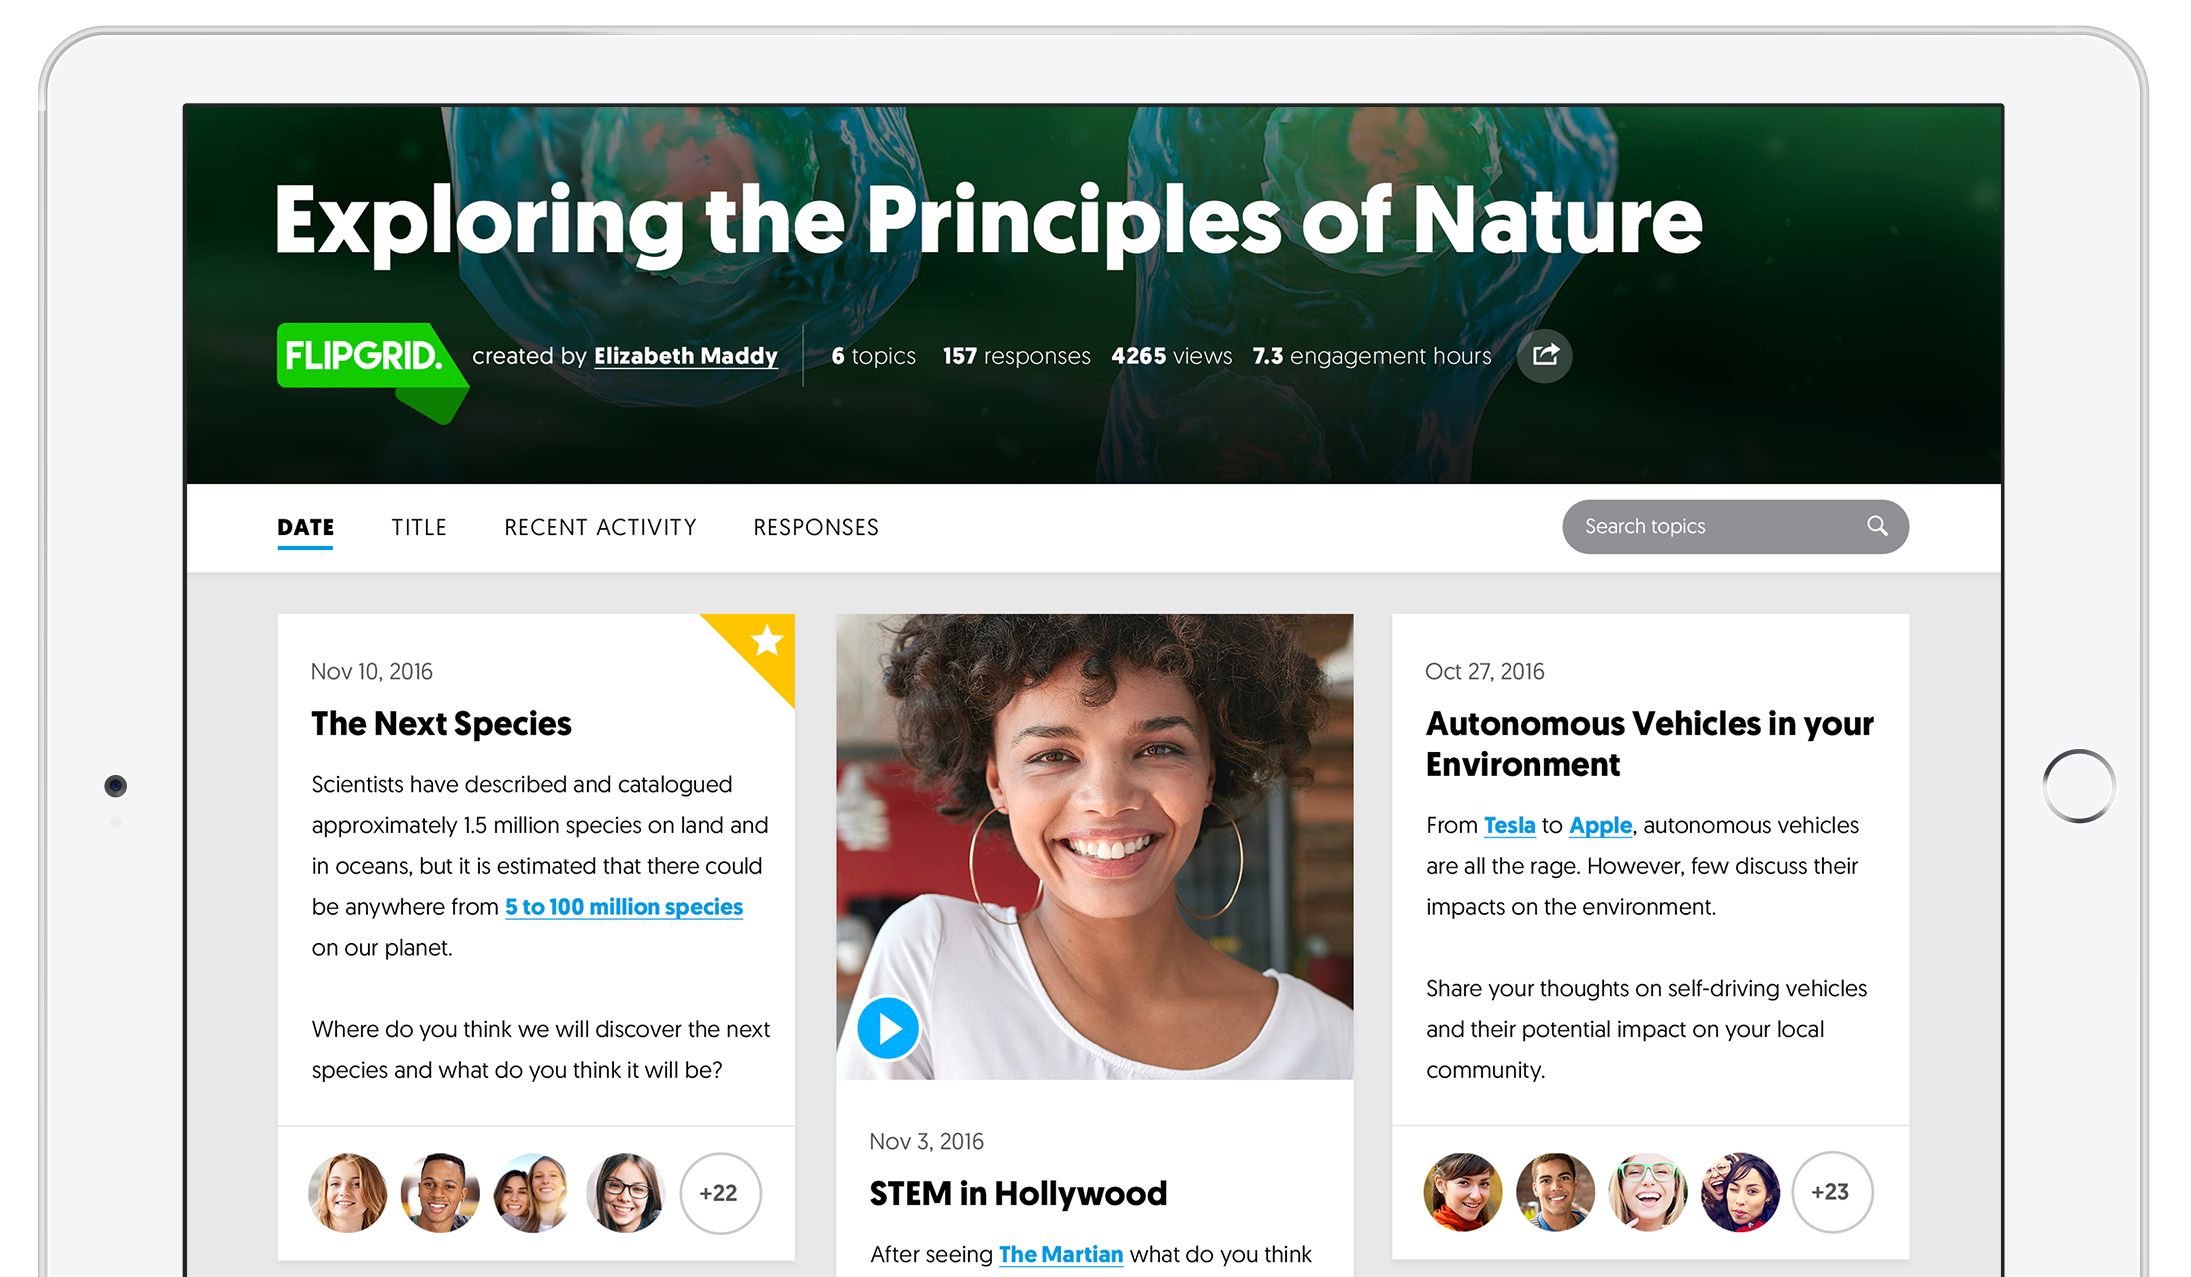 Exploring the Principles of Nature
FLIPGRID. created by Elizabeth Maddy 6 topics 157 responses 4265 views 7.3 engagement hours
DATE TITLE RECENT ACTIVITY RESPONSES Search topics
Nov 10, 2016
The Next Species
Scientists have described and catalogued
approximately 1.5 million species on land and
in oceans, but it is estimated that there could
be anywhere from 5 to 100 million species
on our planet.
Where do you think we will discover the next
species and what do you think it will be?
+22
Nov 3, 2016
STEM in Hollywood
After seeing The Martian what do you think
Oct 27, 2016
Autonomous Vehicles in your
Environment
From Tesla to Apple, autonomous vehicles
are all the rage. However, few discuss their
impacts on the environment.
Share your thoughts on self-driving vehicles
and their potential impact on your local
community.
+23